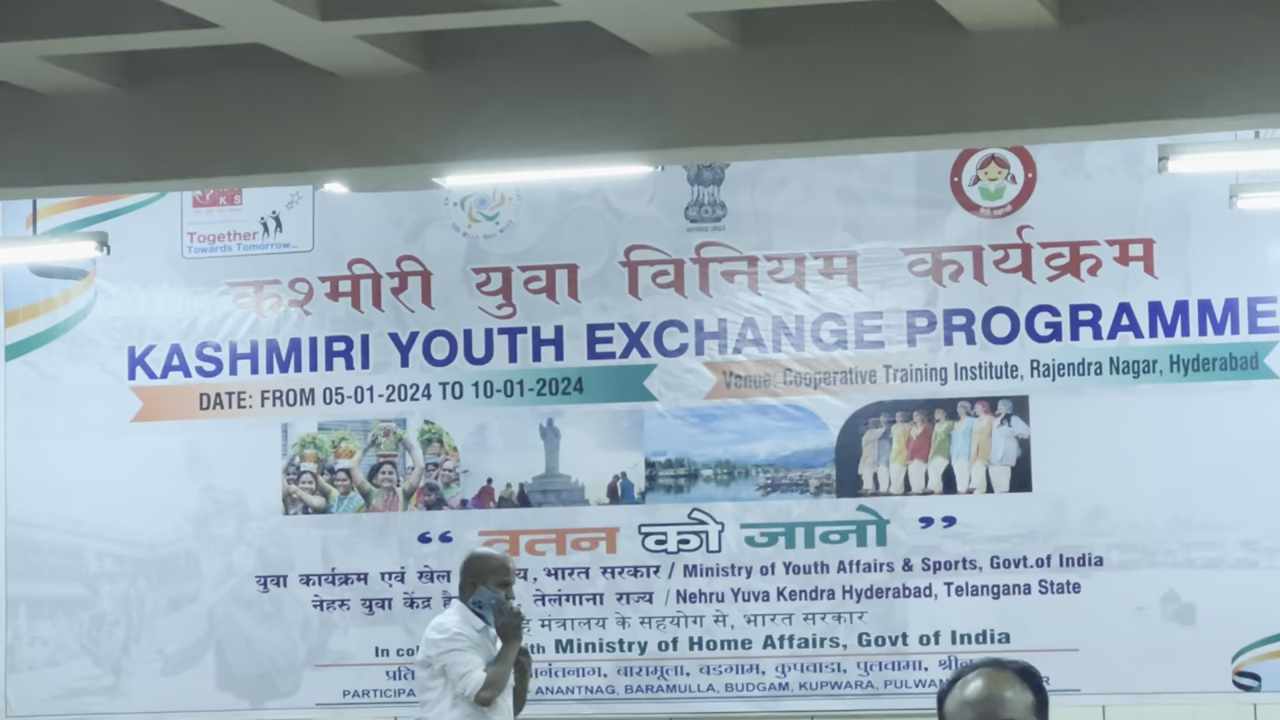 KS
Together
Towards Tomorrow...
कश्मीरी युवा विनियम कार्यक्रम
KASHMIRI YOUTH EXCHANGE PROGRAMME
DATE: FROM 05-01-2024 TO 10-01-2024
Venue: Cooperative Training Institute, Rajendra Nagar, Hyderabad
“ वतन को जानो ”
युवा कार्यक्रम एवं खेल भारत सरकार / Ministry of Youth Affairs & Sports, Govt.of India
नेहरु युवा केंद्र तेलंगाना राज्य / Nehru Yuva Kendra Hyderabad, Telangana State
मंत्रालय के सहयोग से, भारत सरकार
In Ministry of Home Affairs, Govt of India
बारामूला, बडगाम, कुपवाडा, पुलवामा,
ANANTNAG, BARAMULLA, BUDGAM, KUPWARA,